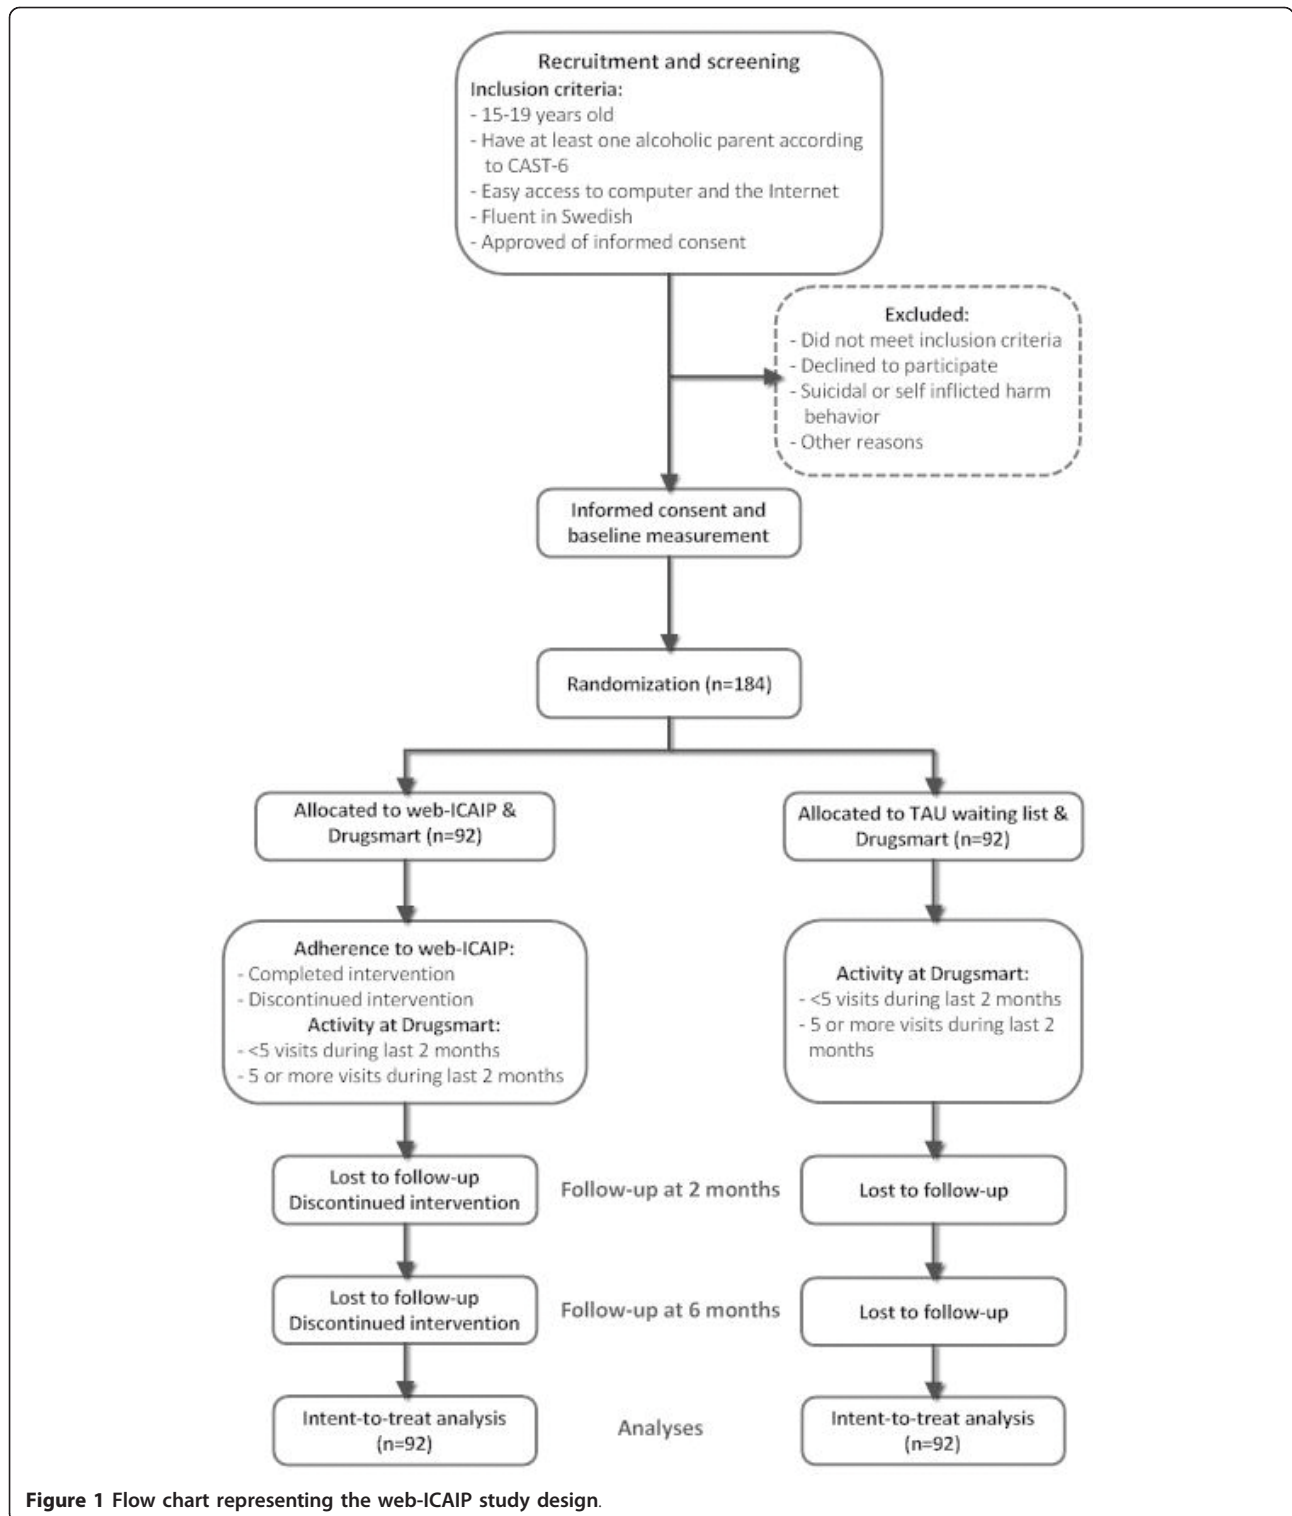 Recruitment and screening
Inclusion criteria:
- 15-19 years old
- Have at least one alcoholic parent according
to CAST-6
- Easy access to computer and the Internet
- Fluent in Swedish
- Approved of informed consent
Excluded:
- Did not meet inclusion criteria
- Declined to participate
- Suicidal or self inflicted harm
behavior
- Other reasons
Informed consent and
baseline measurement
Randomization (n=184)
Allocated to web-ICAIP &
Drugsmart (n=92)
Allocated to TAU waiting list &
Drugsmart (n=92)
Adherence to web-ICAIP:
- Completed intervention
- Discontinued intervention
Activity at Drugsmart:
- <5 visits during last 2 months
- 5 or more visits during last 2 months
Activity at Drugsmart:
- <5 visits during last 2 months
- 5 or more visits during last 2
months
Lost to follow-up
Discontinued intervention
Follow-up at 2 months
Lost to follow-up
Lost to follow-up
Discontinued intervention
Follow-up at 6 months
Lost to follow-up
Intent-to-treat analysis
(n=92)
Analyses
Intent-to-treat analysis
(n=92)
Figure 1 Flow chart representing the web-ICAIP study design.